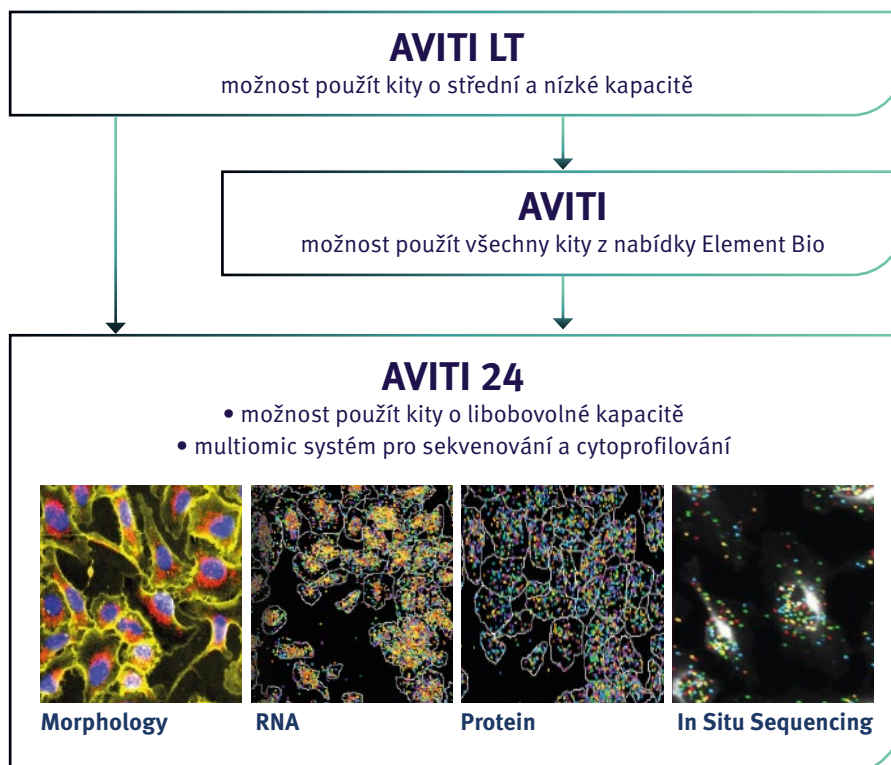 AVITI LT
možnost použít kity o střední a nízké kapacitě
AVITI
možnost použít všechny kity z nabídky Element Bio
AVITI 24
• možnost použít kity o libobovolné kapacitě
• multiomic systém pro sekvenování a cytoprofilování
Morphology
RNA
Protein
In Situ Sequencing